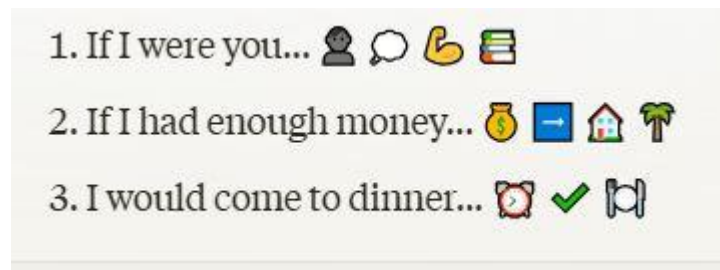 1. If I were you... 👤 💭 💪 📚
2. If I had enough money... 💰 ➡️ 🏠 🌴
3. I would come to dinner... ⏰ ✔️ 🍽️